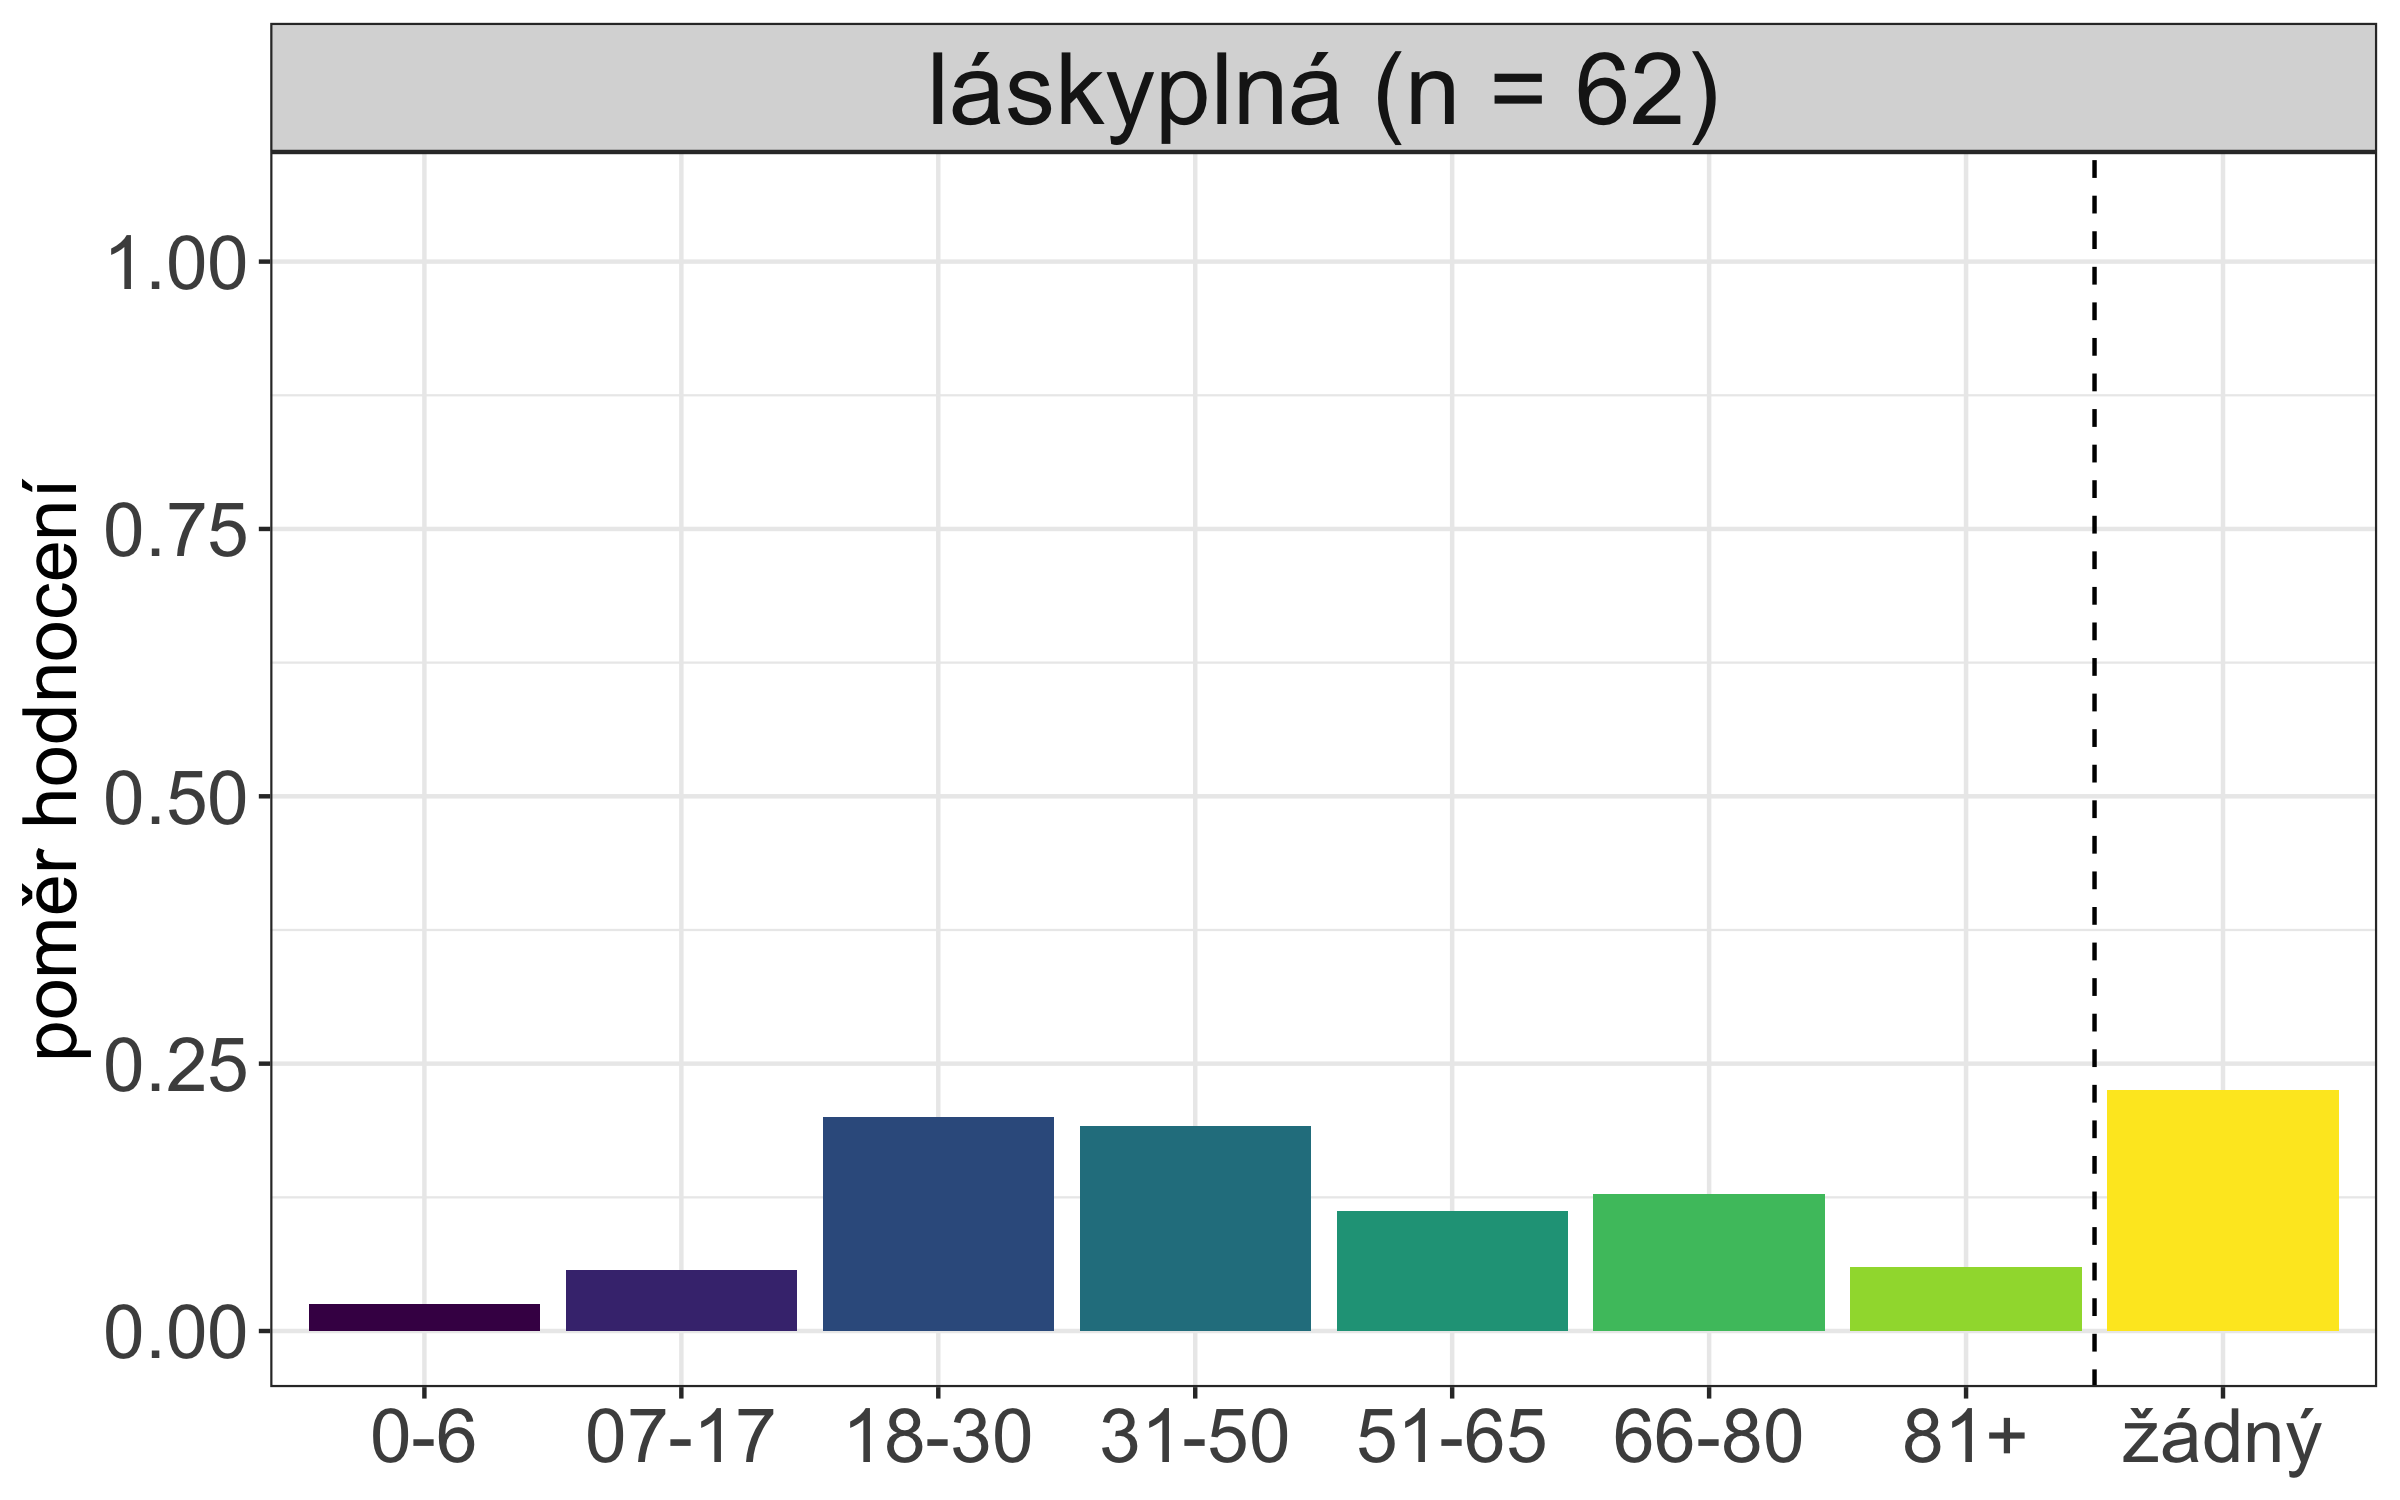 láskyplná (n = 62)
poměr hodnocení
1.00
0.75
0.50
0.25
0.00
0-6 07-17 18-30 31-50 51-65 66-80 81+ žádný